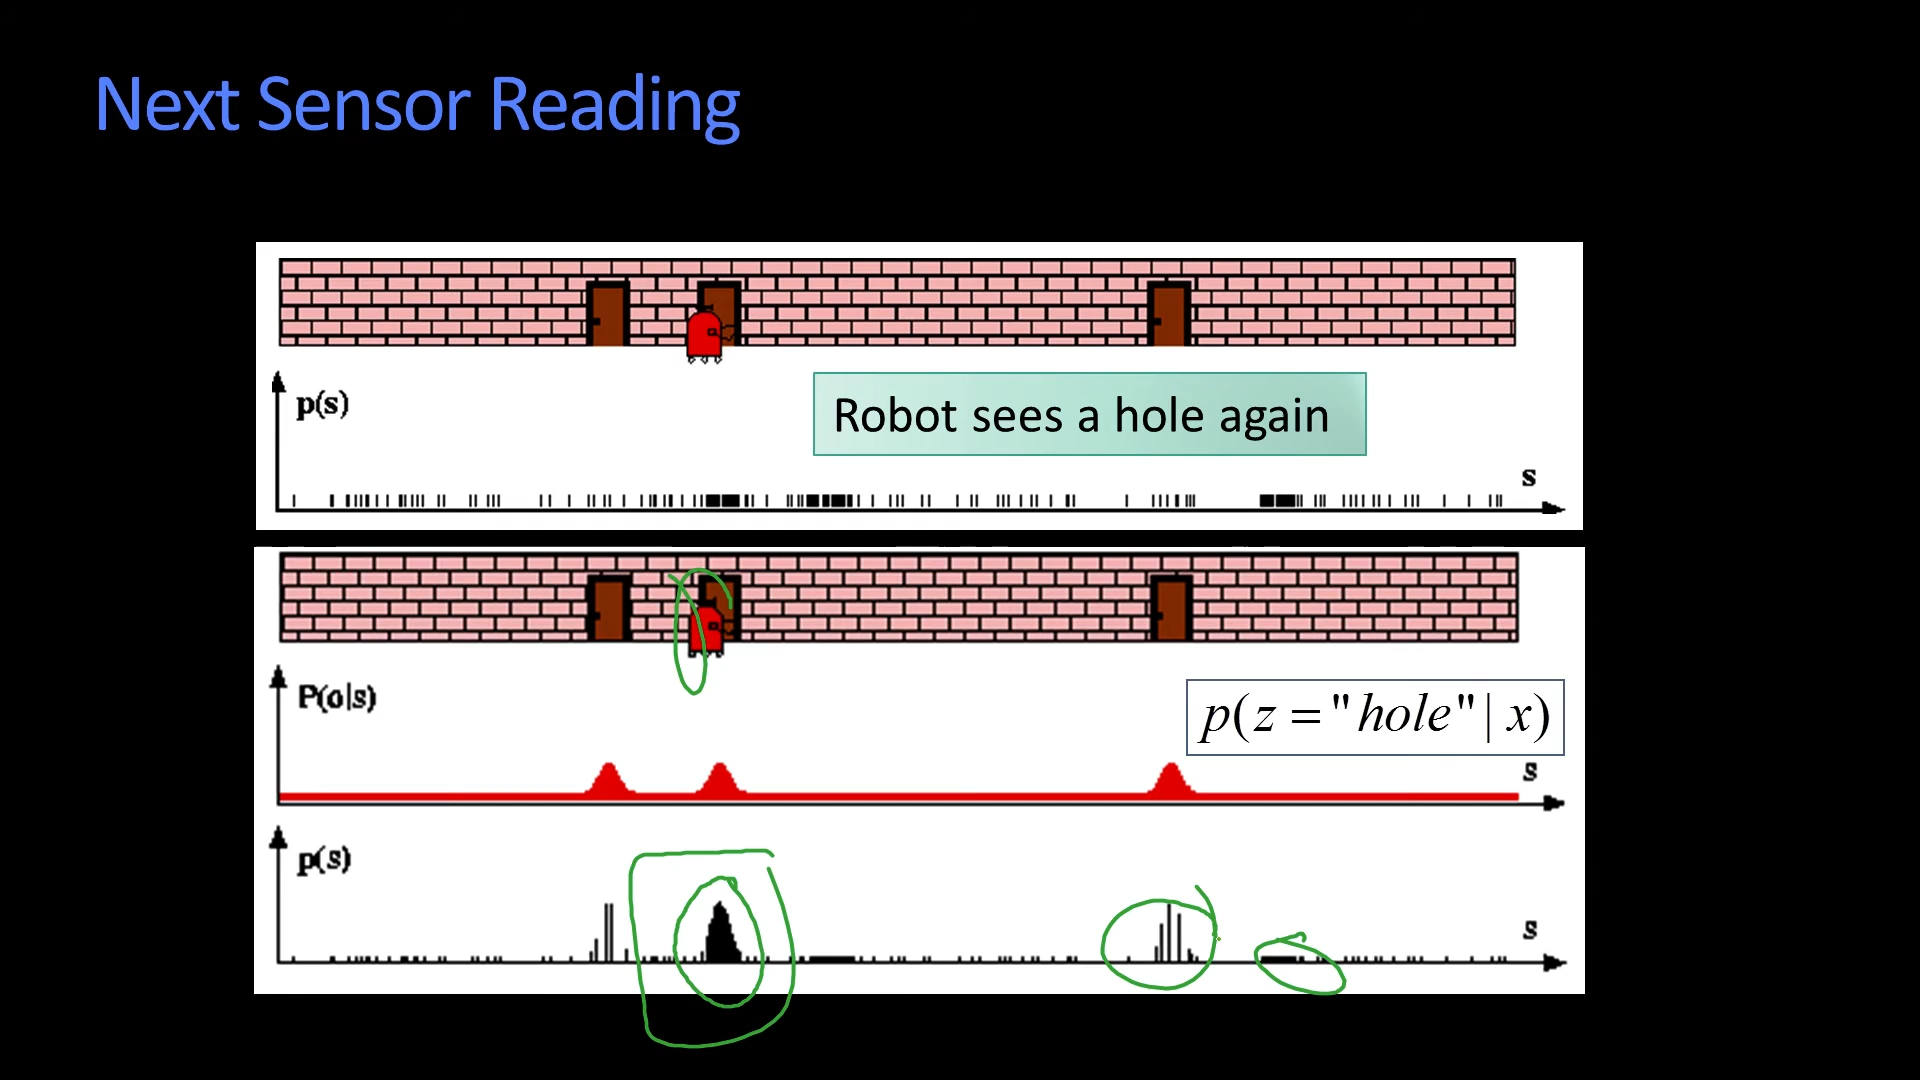 Next Sensor Reading
p(s)
Robot sees a hole again
s
P(o|s)
p(z = "hole" | x)
s
p(s)
s